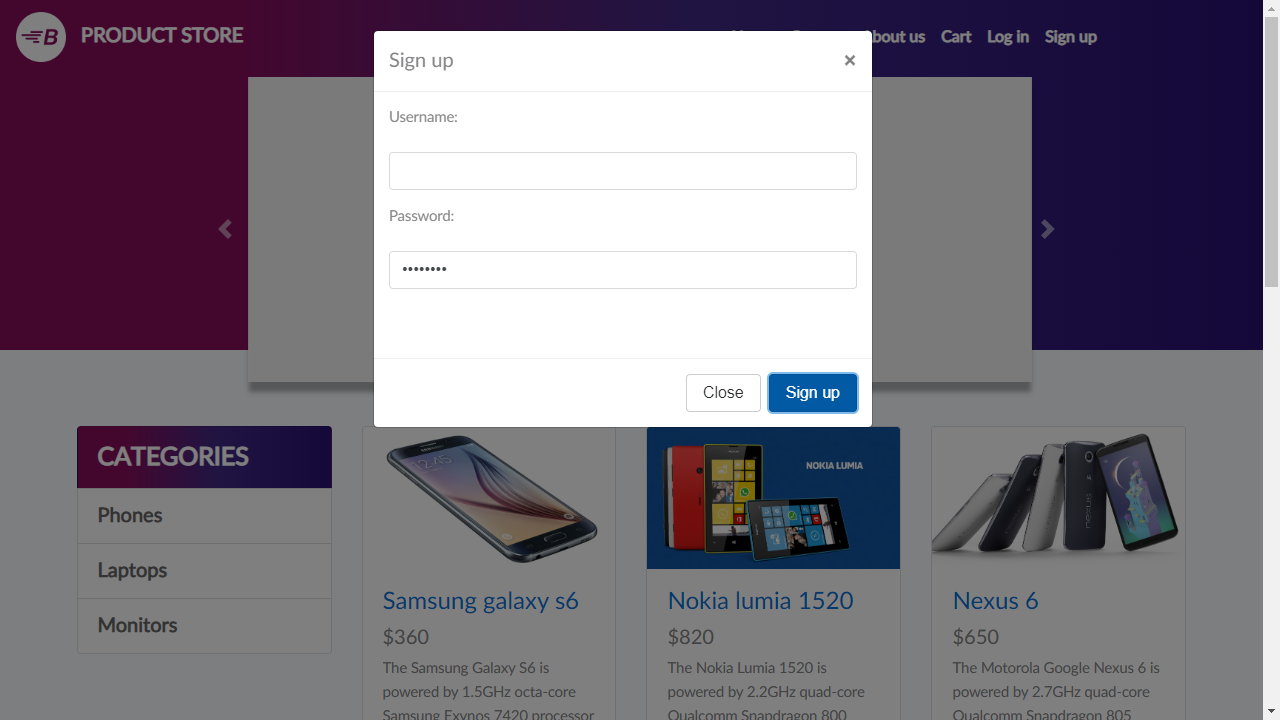 B PRODUCT STORE
bout us Cart Log in Sign up
Sign up ×
Username:
Password:
••••••••
Close Sign up
CATEGORIES
Phones
Laptops
Monitors
NOKIA LUMIA
nexus
Samsung galaxy s6
$360
The Samsung Galaxy S6 is
powered by 1.5GHz octa-core
Samsung Exynos 7420 processor
Nokia lumia 1520
$820
The Nokia Lumia 1520 is
powered by 2.2GHz quad-core
Qualcomm Snapdragon 800
Nexus 6
$650
The Motorola Google Nexus 6 is
powered by 2.7GHz quad-core
Qualcomm Snapdragon 805